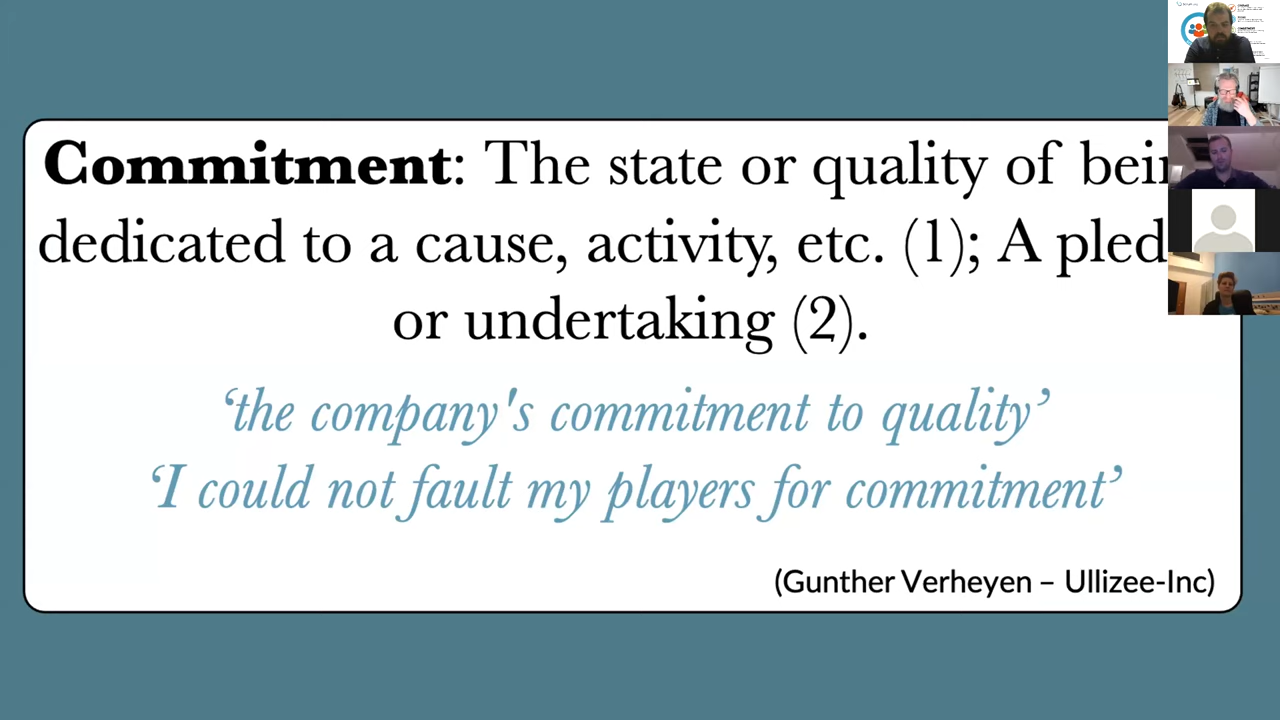 Commitment: The state or quality of bein
dedicated to a cause, activity, etc. (1); A pled
or undertaking (2).
‘the company's commitment to quality’
‘I could not fault my players for commitment’
(Gunther Verheyen – Ullizee-Inc)